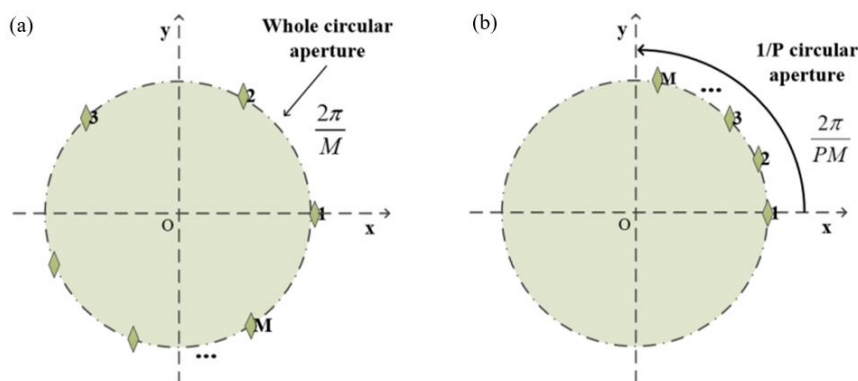 (a)
y
Whole circular
aperture
2π/M
2
3
1
O
x
M
...
(b)
y
1/P circular
aperture
2π/PM
M
...
3
2
1
O
x